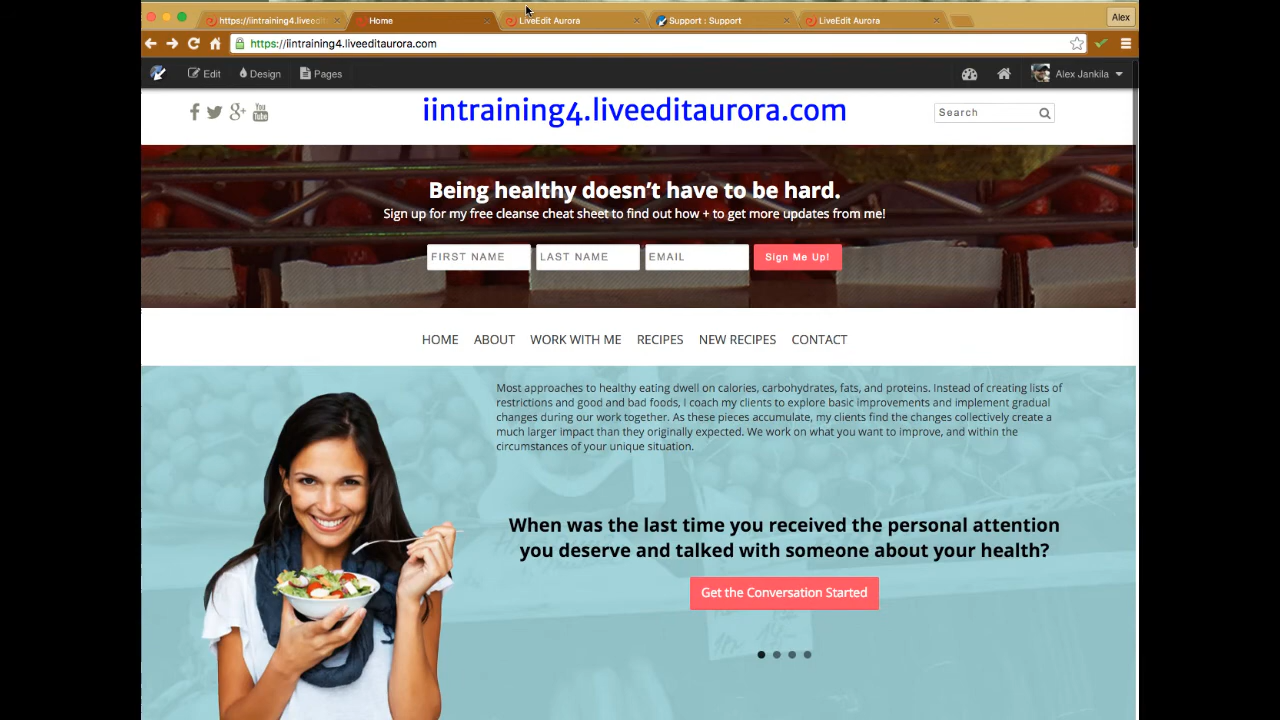 https://iintraining4.liveedit
Home
LiveEdit Aurora
Support : Support
LiveEdit Aurora
Alex
https://iintraining4.liveeditaurora.com
Edit
Design
Pages
Alex Jankila
iintraining4.liveeditaurora.com
Search
Being healthy doesn’t have to be hard.
Sign up for my free cleanse cheat sheet to find out how + to get more updates from me!
FIRST NAME
LAST NAME
EMAIL
Sign Me Up!
HOME ABOUT WORK WITH ME RECIPES NEW RECIPES CONTACT
Most approaches to healthy eating dwell on calories, carbohydrates, fats, and proteins. Instead of creating lists of
restrictions and good and bad foods, I coach my clients to explore basic improvements and implement gradual
changes during our work together. As these pieces accumulate, my clients find the changes collectively create a
much larger impact than they originally expected. We work on what you want to improve, and within the
circumstances of your unique situation.
When was the last time you received the personal attention
you deserve and talked with someone about your health?
Get the Conversation Started